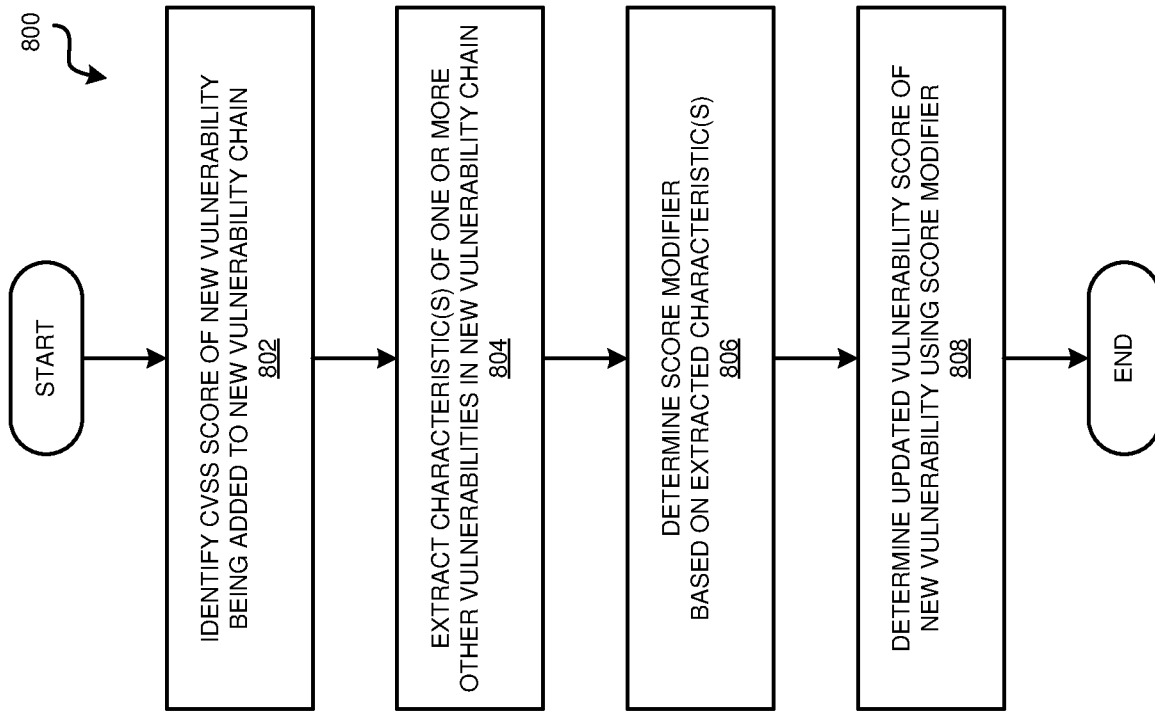 800
START
IDENTIFY CVSS SCORE OF NEW VULNERABILITY
BEING ADDED TO NEW VULNERABILITY CHAIN
802
EXTRACT CHARACTERISTIC(S) OF ONE OR MORE
OTHER VULNERABILITIES IN NEW VULNERABILITY CHAIN
804
DETERMINE SCORE MODIFIER
BASED ON EXTRACTED CHARACTERISTIC(S)
806
DETERMINE UPDATED VULNERABILITY SCORE OF
NEW VULNERABILITY USING SCORE MODIFIER
808
END